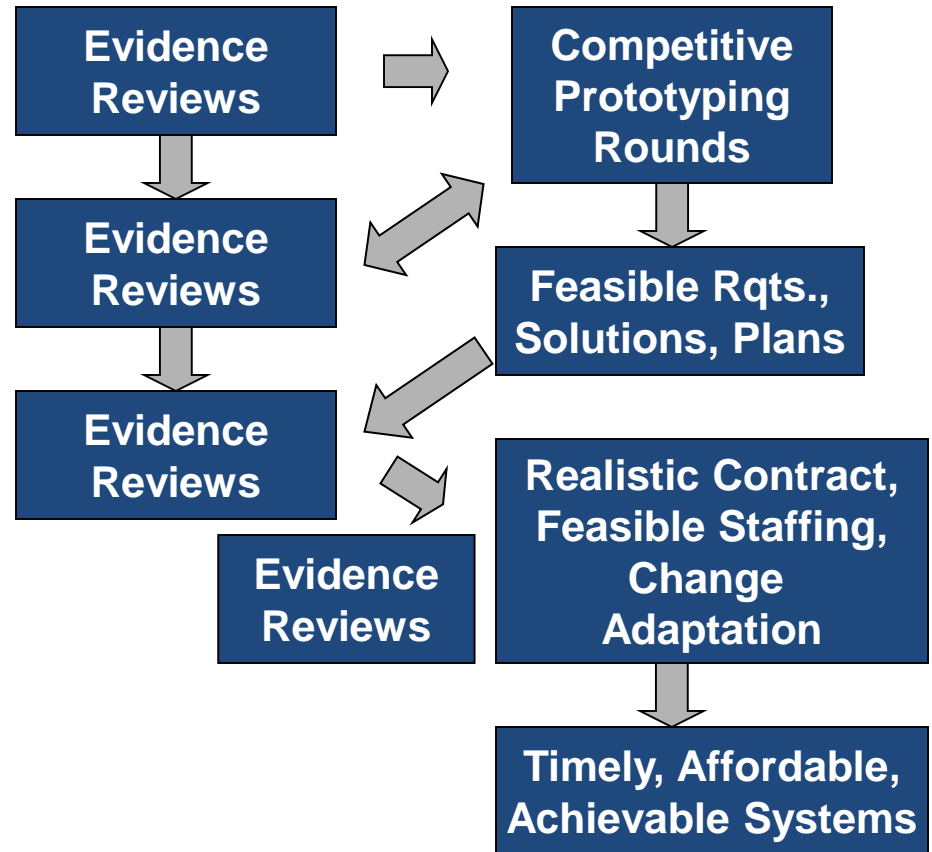 Evidence
Reviews
Competitive
Prototyping
Rounds
Evidence
Reviews
Feasible Rqts.,
Solutions, Plans
Evidence
Reviews
Realistic Contract,
Feasible Staffing,
Change
Adaptation
Evidence
Reviews
Timely, Affordable,
Achievable Systems